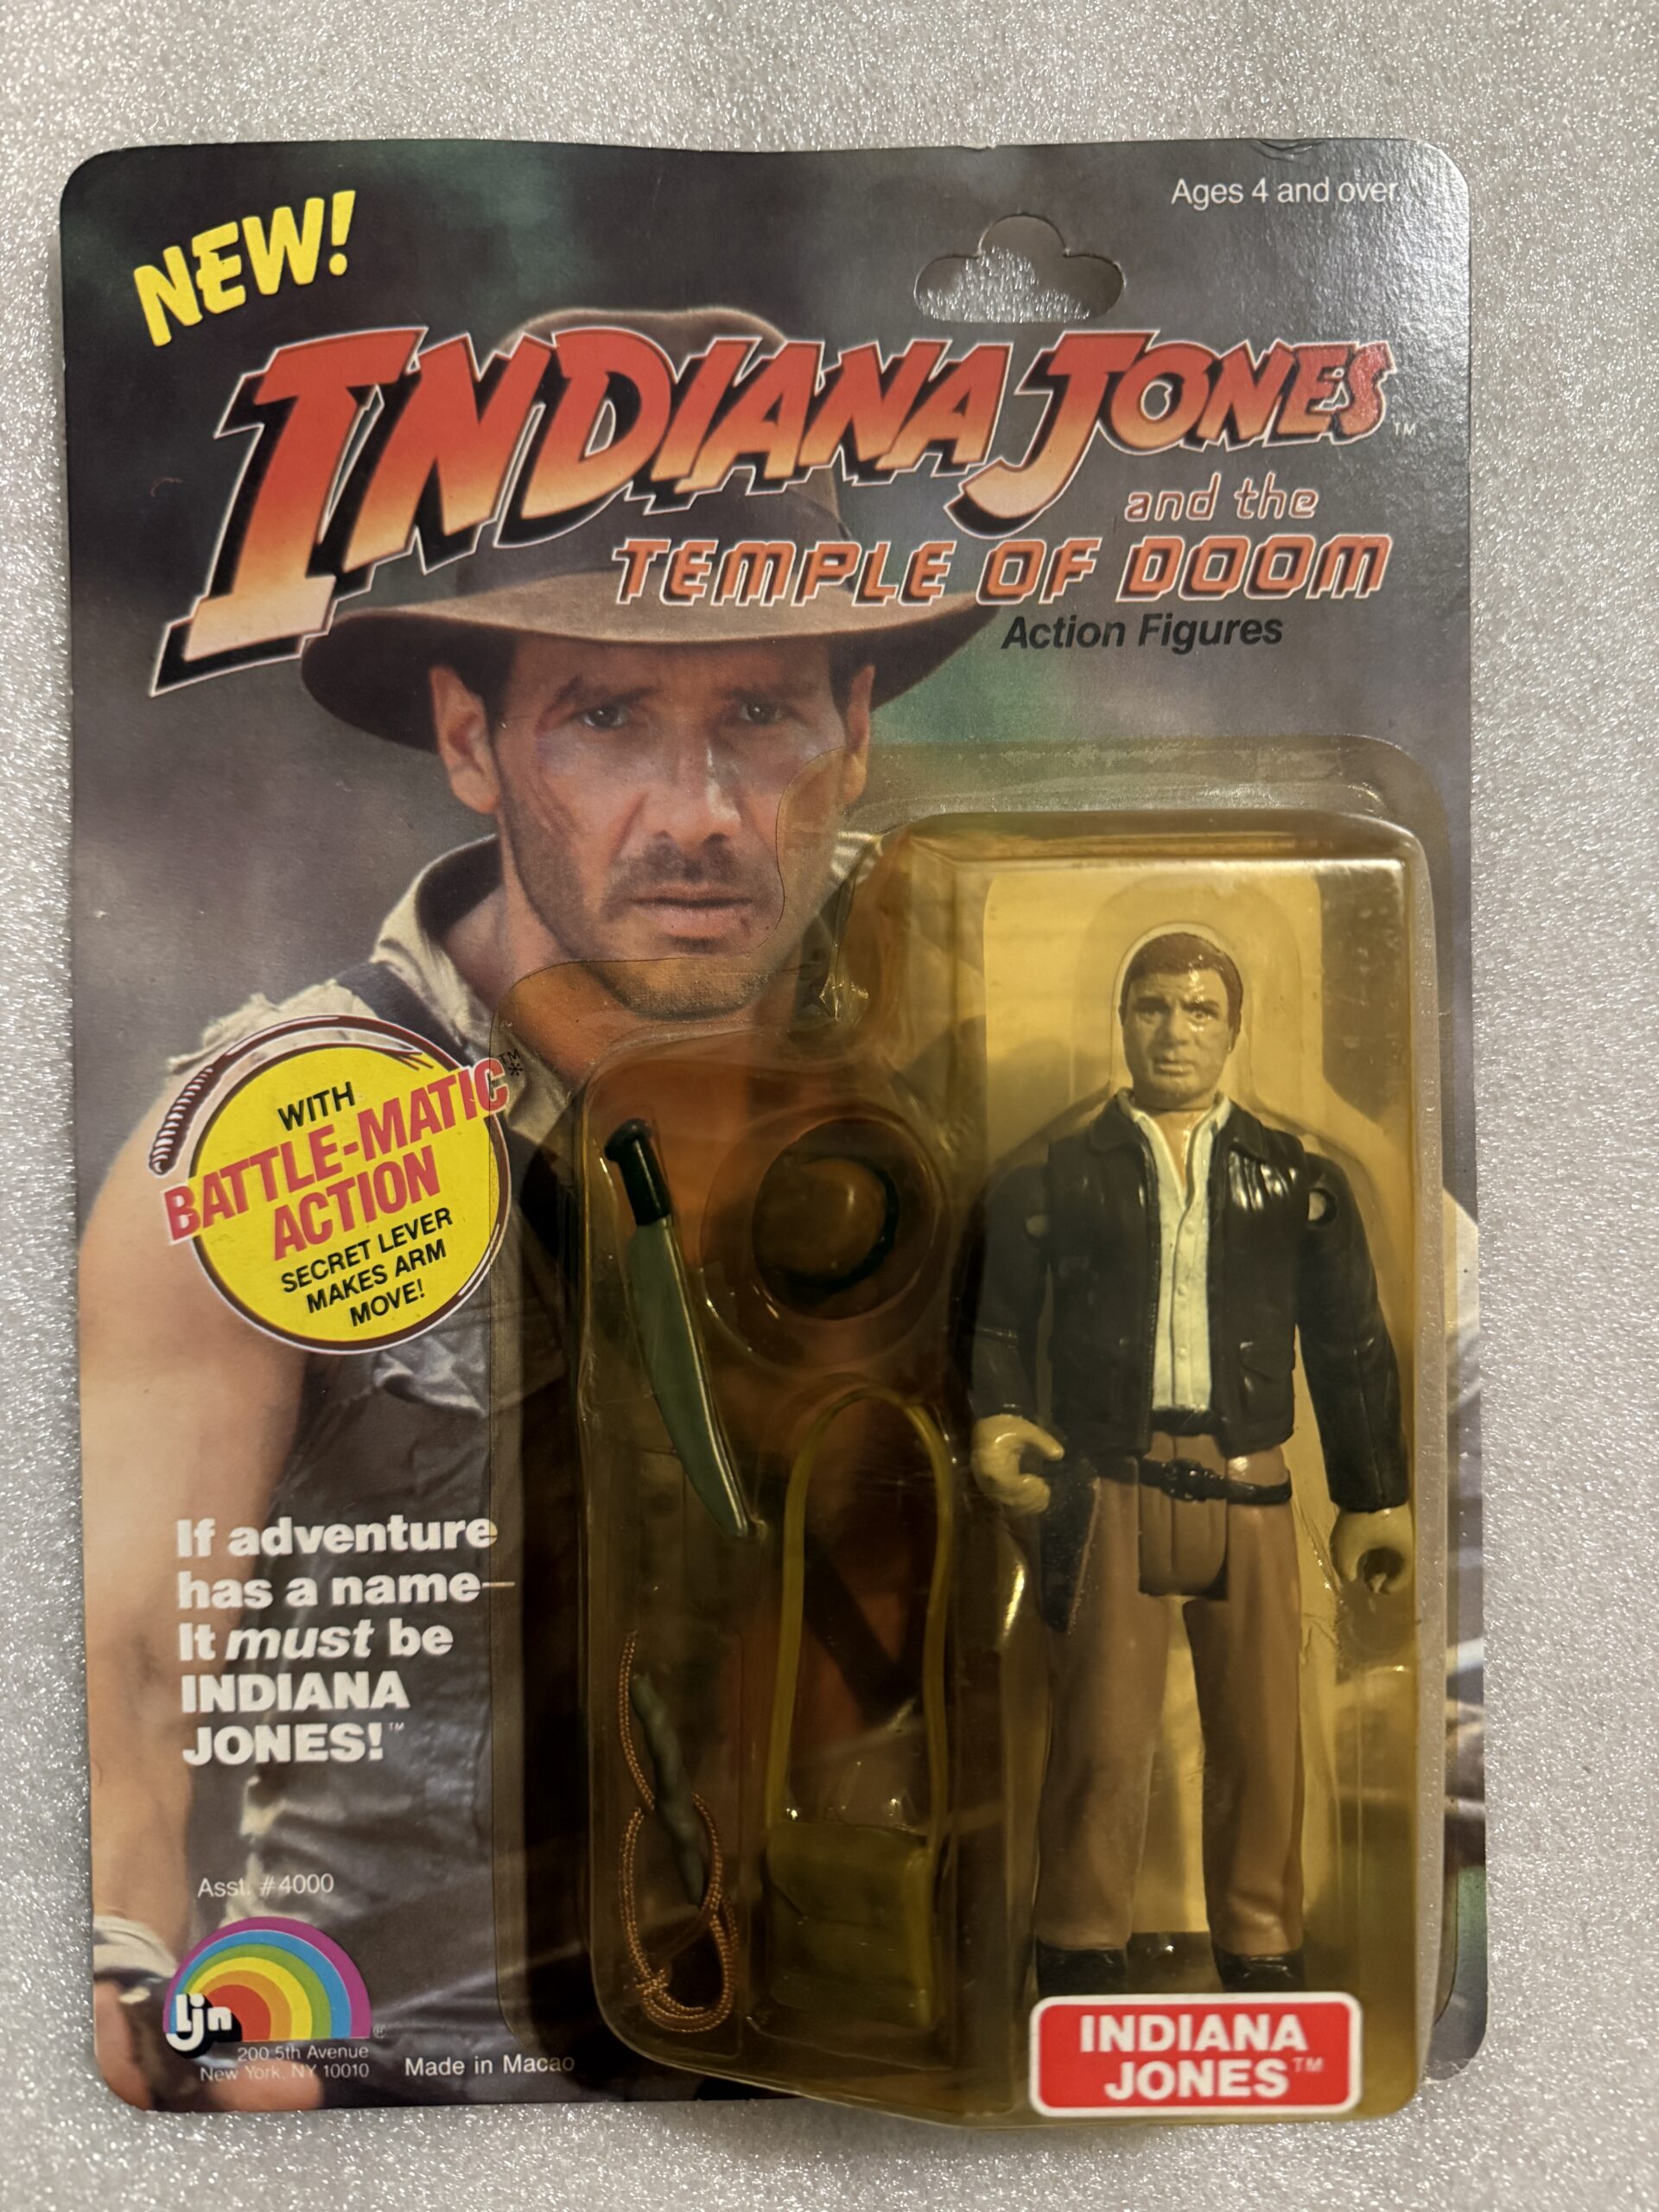 NEW!
Ages 4 and over.
INDIANA JONES™
and the
TEMPLE OF DOOM
Action Figures
WITH
BATTLE-MATIC™*
ACTION
SECRET LEVER
MAKES ARM
MOVE!
If adventure
has a name—
It must be
INDIANA
JONES!™
Asst. #4000
ljn®
200 5th Avenue
New York, NY 10010
Made in Macao
INDIANA
JONES™